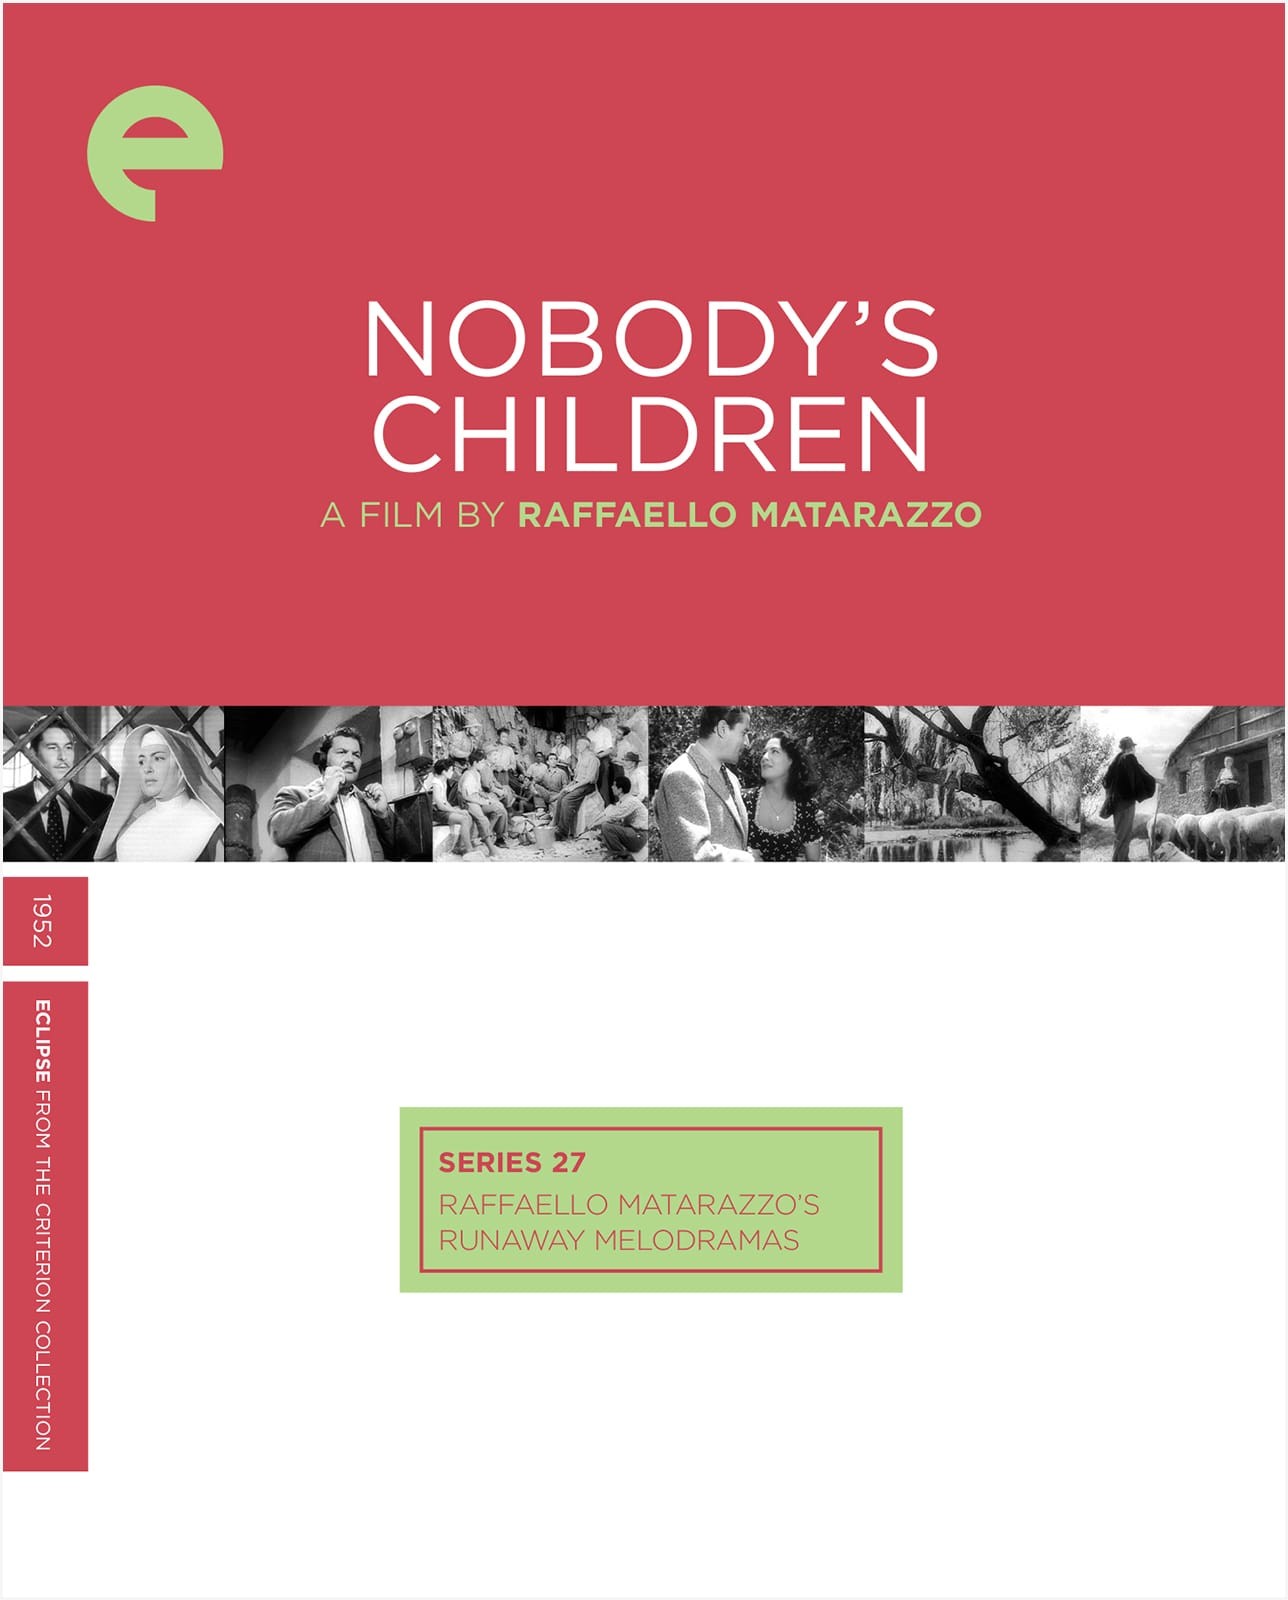 e
NOBODY’S
CHILDREN
A FILM BY RAFFAELLO MATARAZZO
1952
ECLIPSE FROM THE CRITERION COLLECTION
SERIES 27
RAFFAELLO MATARAZZO’S
RUNAWAY MELODRAMAS